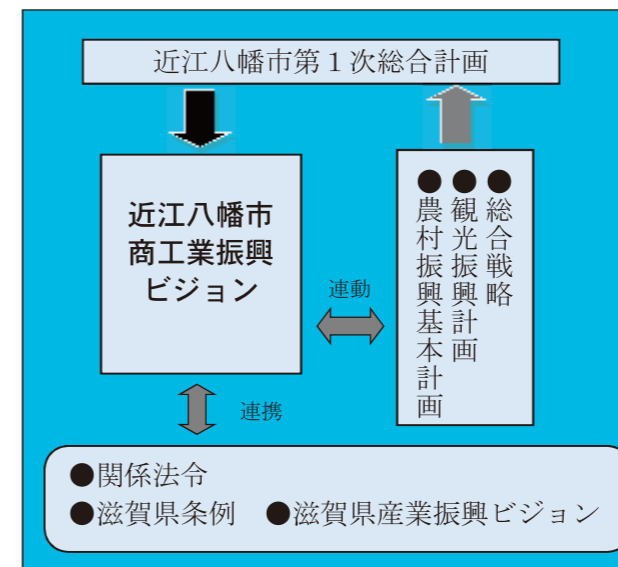 近江八幡市第１次総合計画
近江八幡市
商工業振興
ビジョン
連動
●総合戦略
●観光振興計画
●農村振興基本計画
連携
●関係法令
●滋賀県条例　●滋賀県産業振興ビジョン